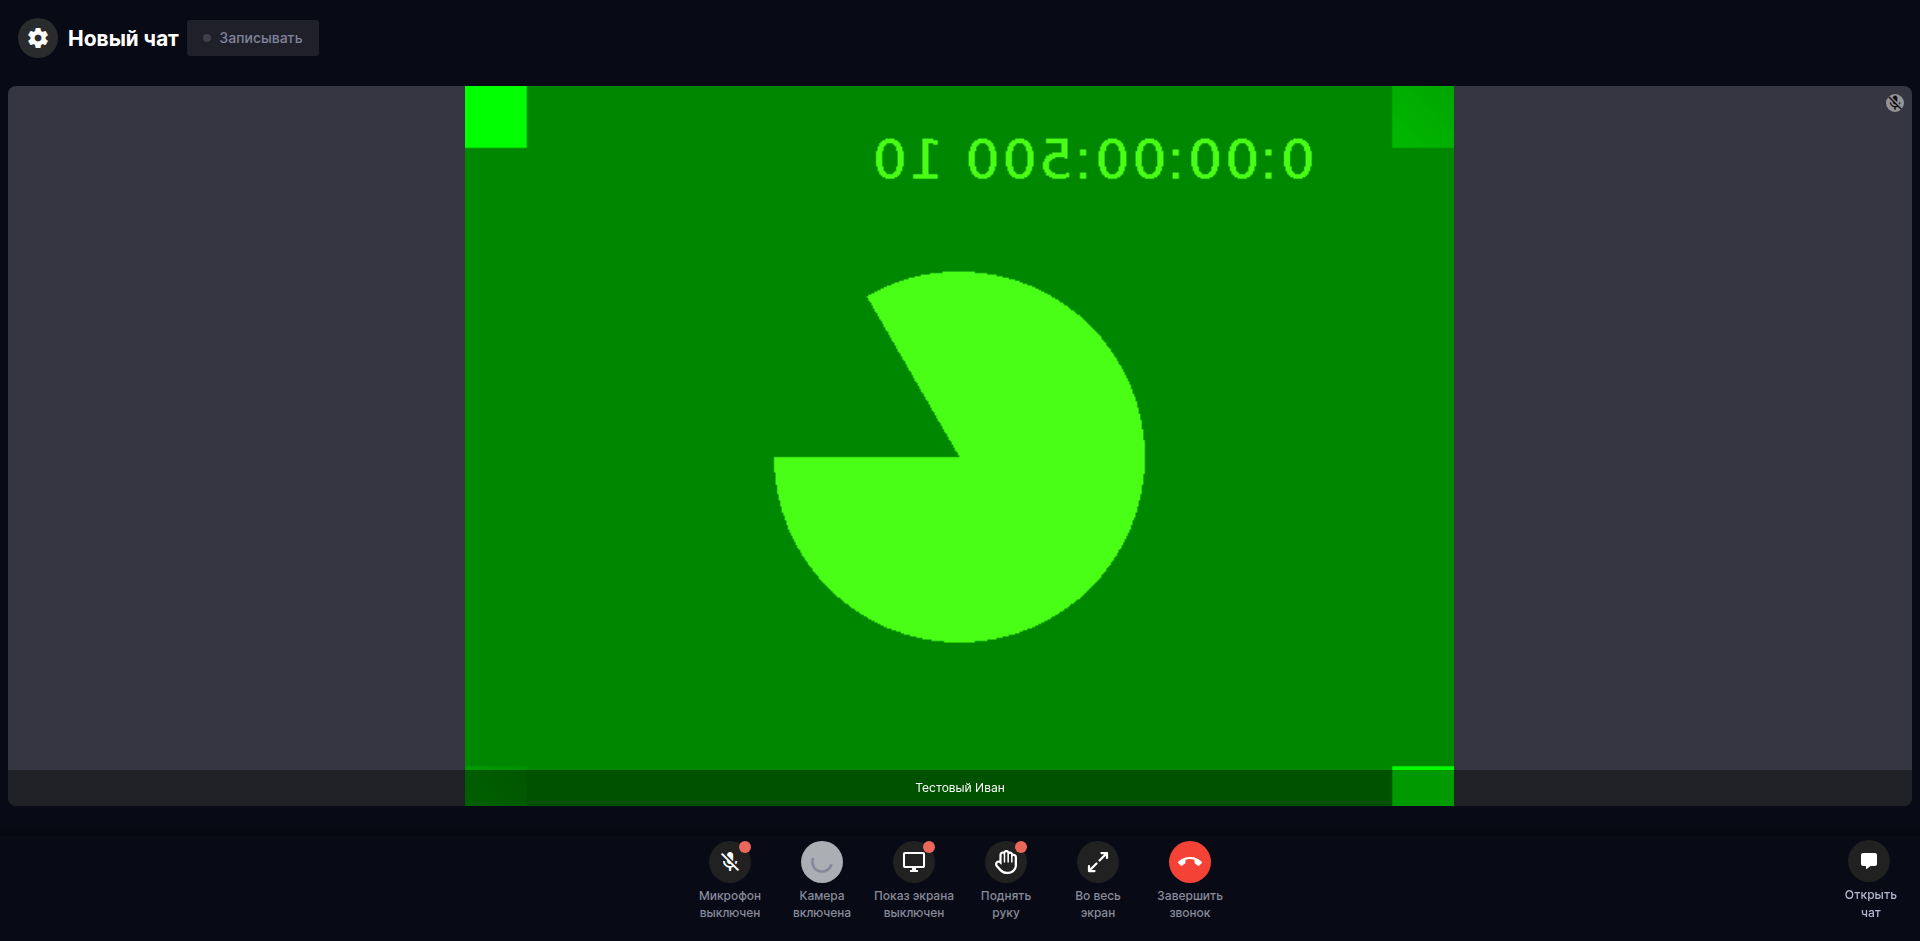 Новый чат
Записывать
0:00:00:500 10
Тестовый Иван
Микрофон
выключен
Камера
включена
Показ экрана
выключен
Поднять
руку
Во весь
экран
Завершить
звонок
Открыть
чат